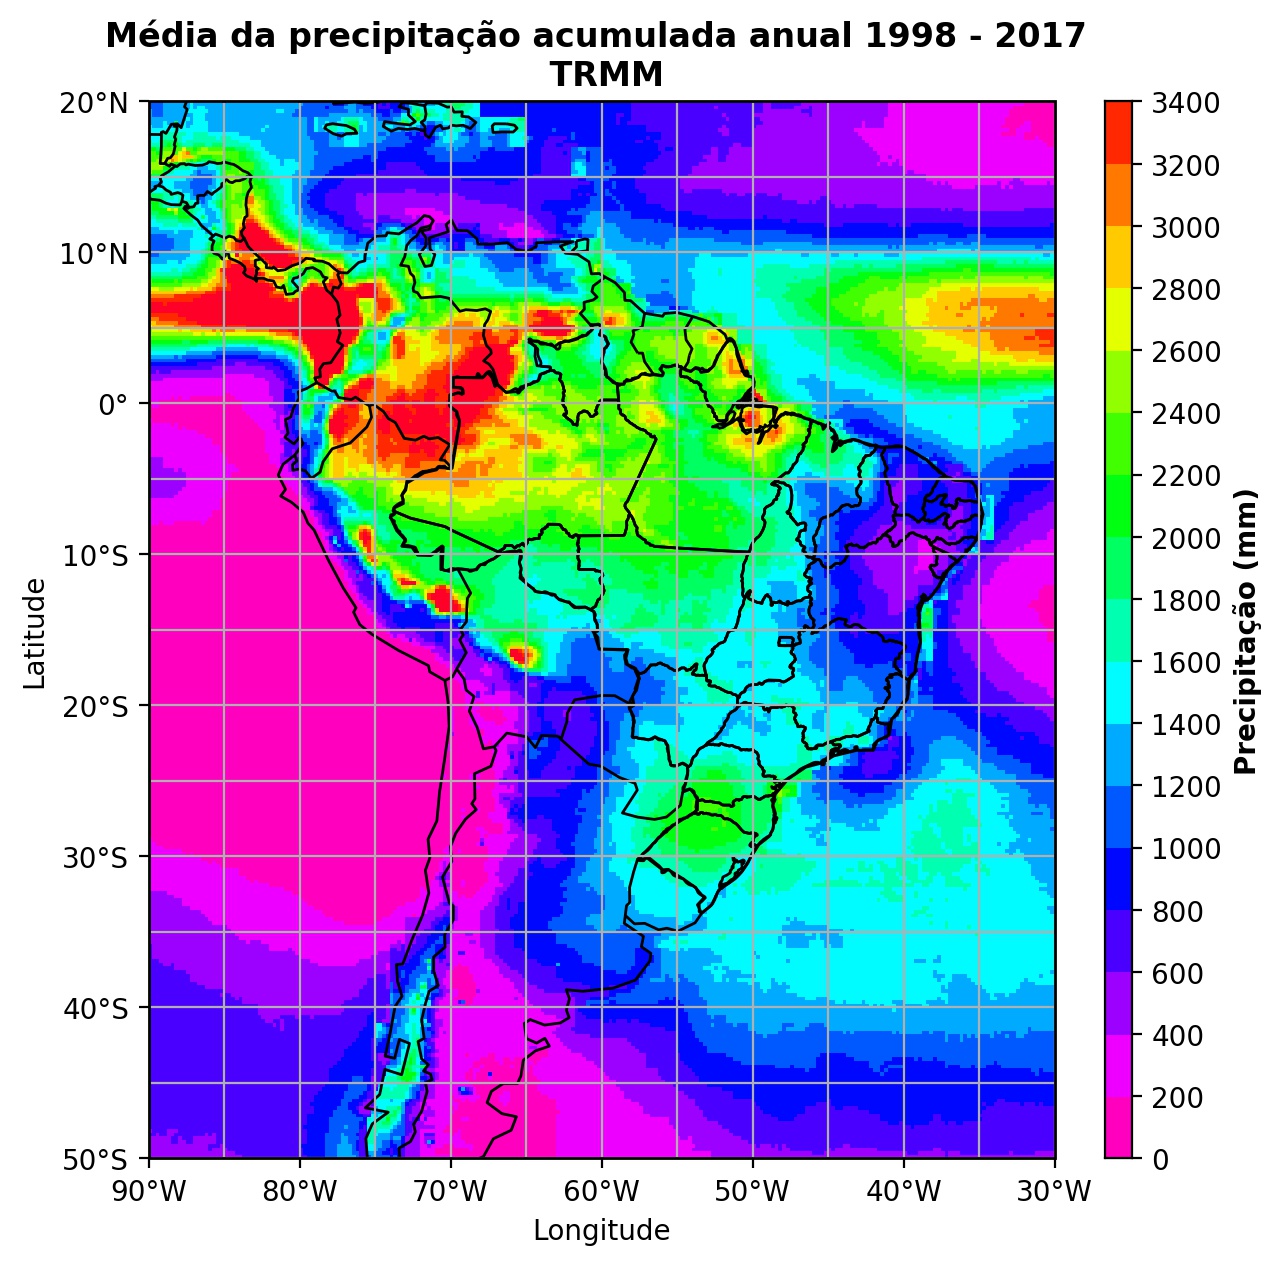 Média da precipitação acumulada anual 1998 - 2017
TRMM
20°N
10°N
0°
10°S
20°S
30°S
40°S
50°S
Latitude
90°W
80°W
70°W
60°W
50°W
40°W
30°W
Longitude
3400
3200
3000
2800
2600
2400
2200
2000
1800
1600
1400
1200
1000
800
600
400
200
0
Precipitação (mm)